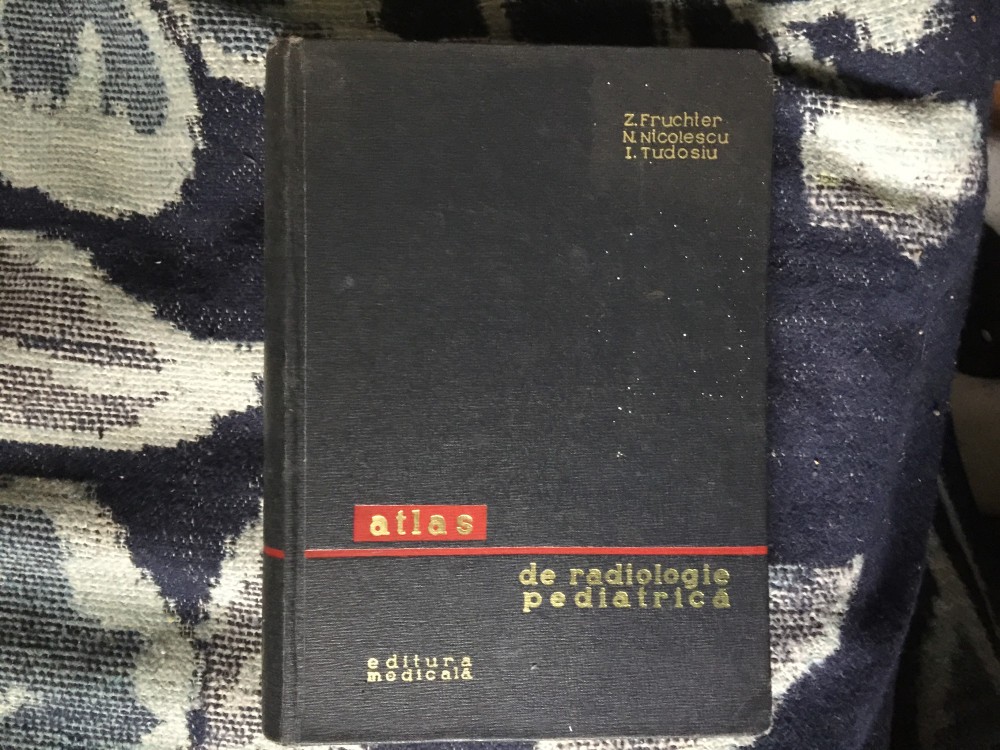 Z. Fruchter
N. Nicolescu
I. Tudosiu
atlas
de radiologie
pediatrică
editura
medicală